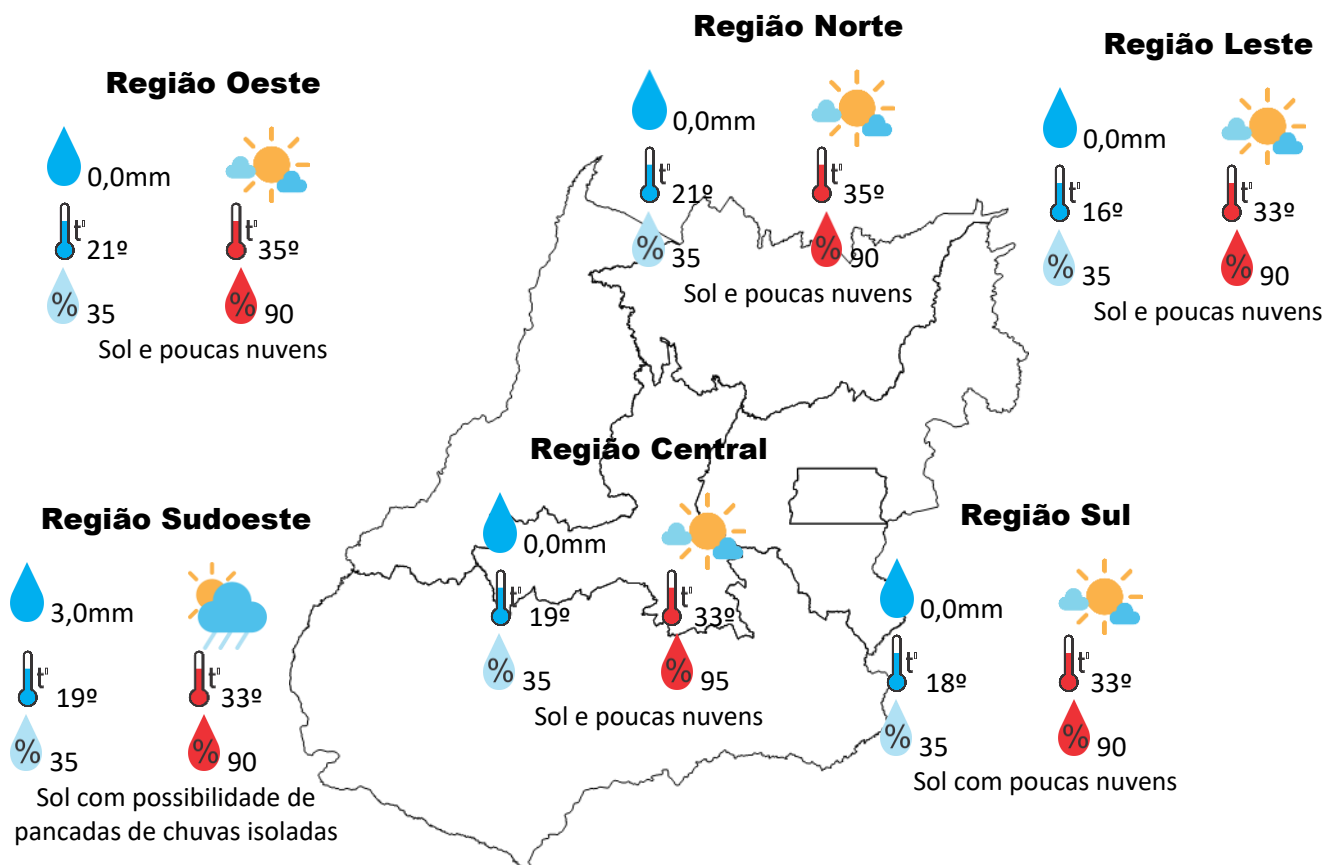 Região Norte
0,0mm
t°
21º
t°
35º
%
35
%
90
Sol e poucas nuvens
Região Leste
0,0mm
t°
16º
t°
33º
%
35
%
90
Sol e poucas nuvens
Região Oeste
0,0mm
t°
21º
t°
35º
%
35
%
90
Sol e poucas nuvens
Região Central
0,0mm
t°
19º
t°
33º
%
35
%
95
Sol e poucas nuvens
Região Sudoeste
3,0mm
t°
19º
t°
33º
%
35
%
90
Sol com possibilidade de
pancadas de chuvas isoladas
Região Sul
0,0mm
t°
18º
t°
33º
%
35
%
90
Sol com poucas nuvens